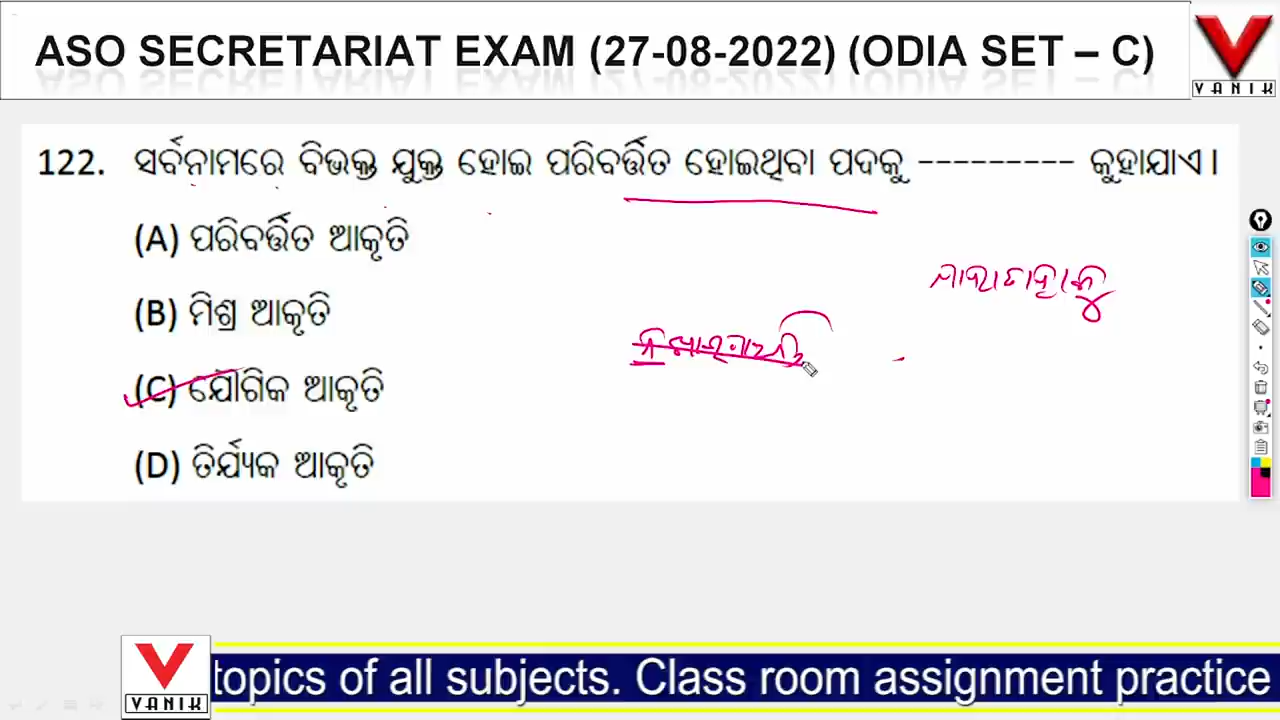 ASO SECRETARIAT EXAM (27-08-2022) (ODIA SET – C)
VANIK
122. ସର୍ବନାମରେ ବିଭକ୍ତ ଯୁକ୍ତ ହୋଇ ପରିବର୍ତ୍ତିତ ହୋଇଥିବା ପଦକୁ --------- କୁହାଯାଏ।
(A) ପରିବର୍ତ୍ତିତ ଆକୃତି
(B) ମିଶ୍ର ଆକୃତି
(C) ଯୌଗିକ ଆକୃତି
(D) ତିର୍ଯ୍ୟକ ଆକୃତି
VANIK
topics of all subjects. Class room assignment practice